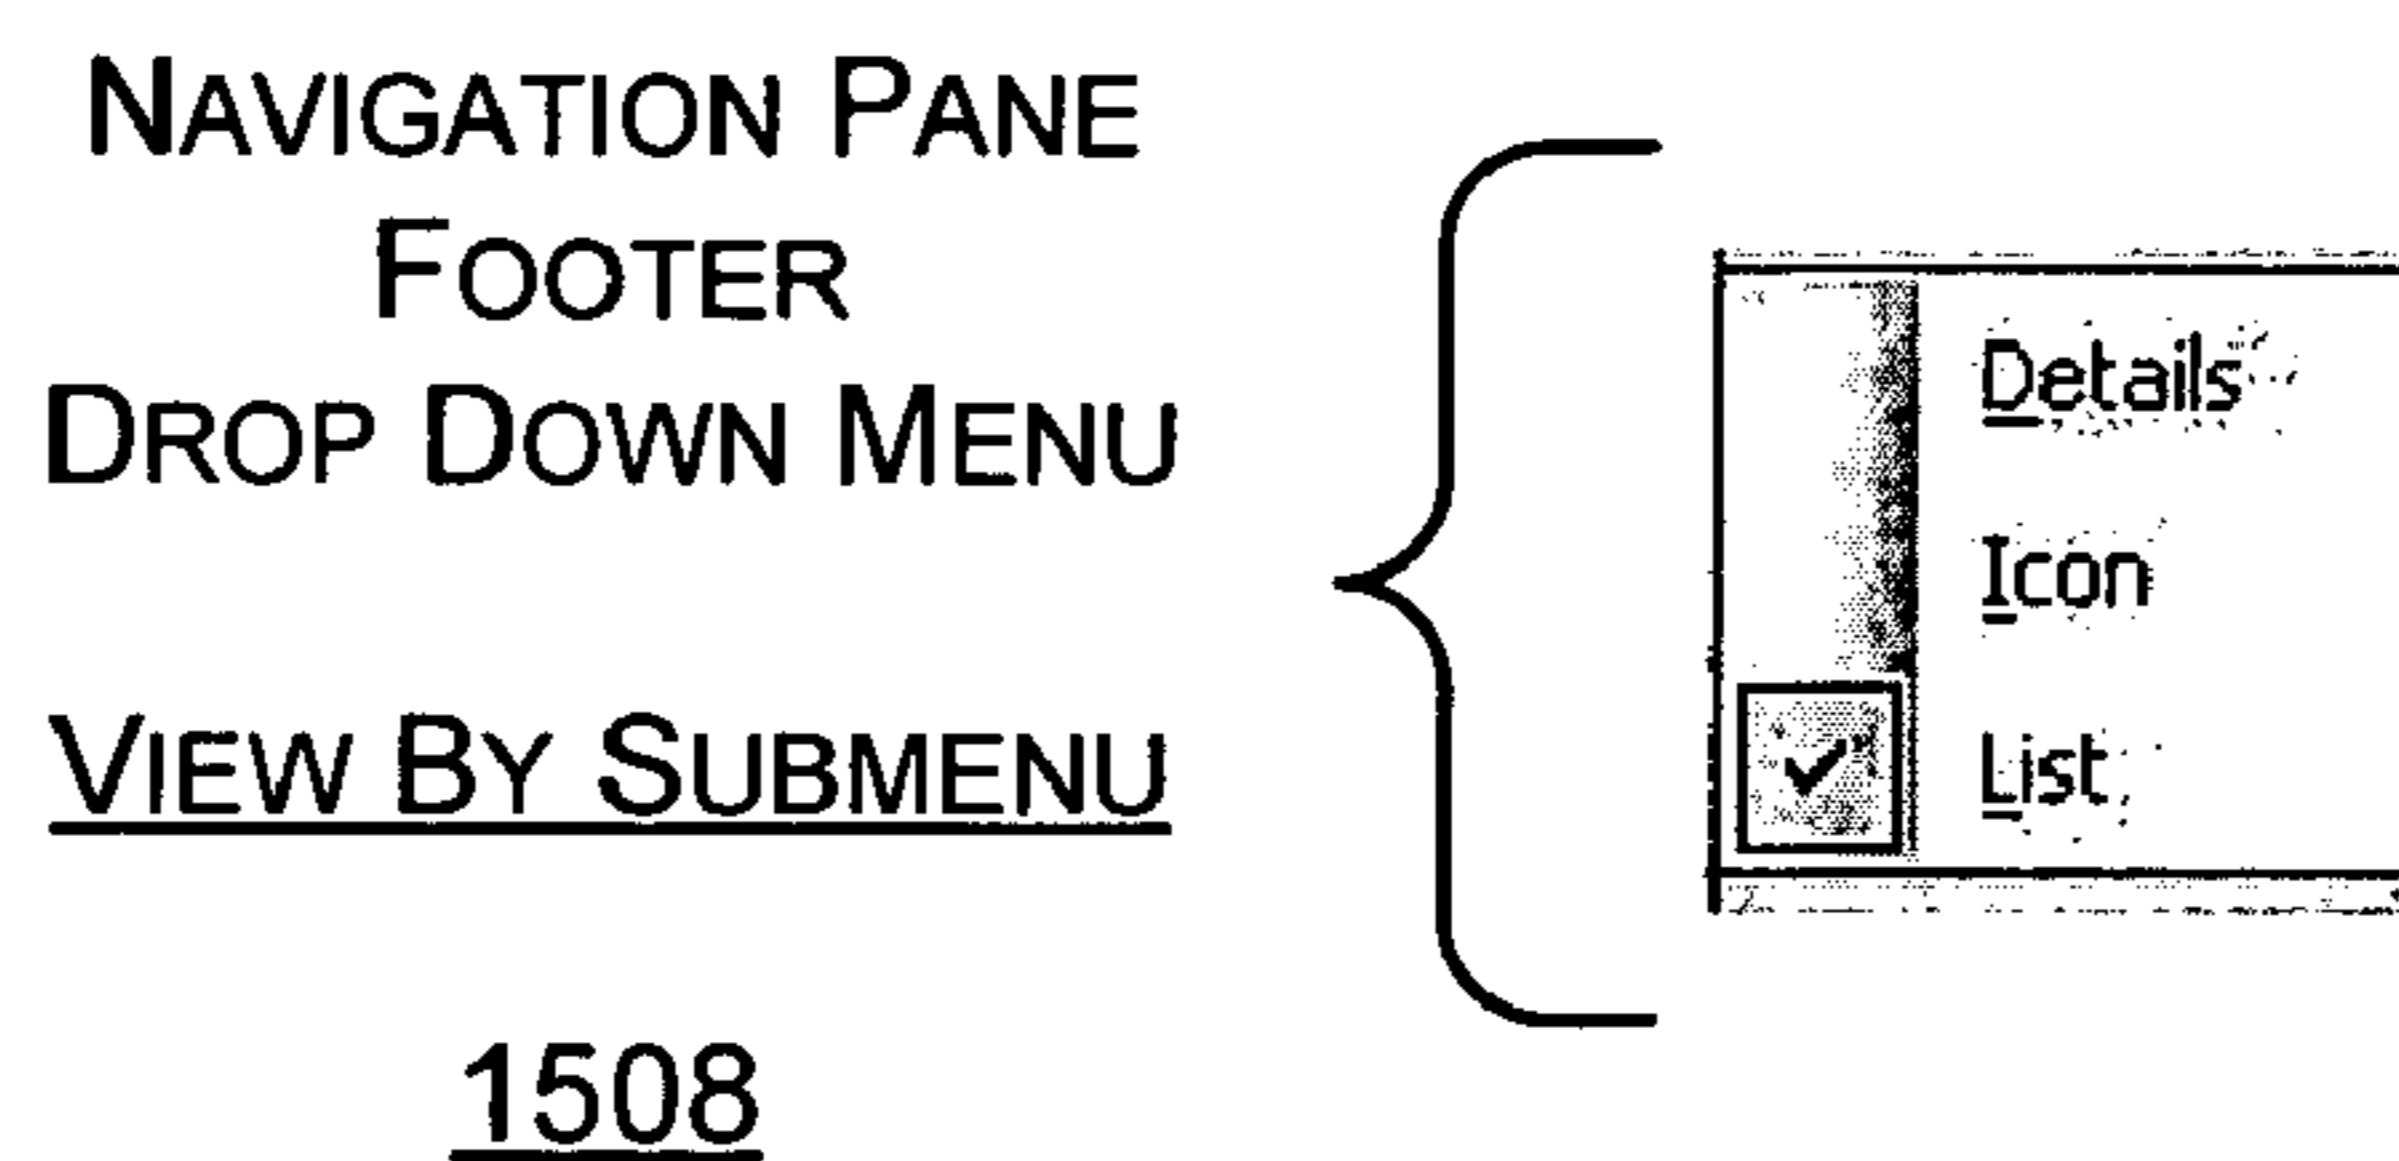 NAVIGATION PANE
FOOTER
DROP DOWN MENU
VIEW BY SUBMENU
1508
Details
Icon
List